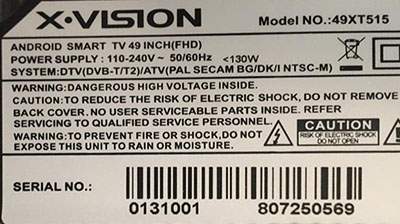 X·VISION MODEL NO.:49XT515
ANDROID SMART TV 49 INCH(FHD)
POWER SUPPLY : 110-240V ~ 50/60Hz <130W
SYSTEM:DTV(DVB-T/T2)/ATV(PAL SECAM BG/DK/I NTSC-M)
WARNING:DANGEROUS HIGH VOLTAGE INSIDE.
CAUTION:TO REDUCE THE RISK OF ELECTRIC SHOCK, DO NOT REMOVE
BACK COVER. NO USER SERVICEABLE PARTS INSIDE. REFER
SERVICING TO QUALIFIED SERVICE PERSONNEL.
WARNING:TO PREVENT FIRE OR SHOCK,DO NOT
EXPOSE THIS UNIT TO RAIN OR MOISTURE.
CAUTION
RISK OF ELECTRIC SHOCK
DO NOT OPEN
SERIAL NO.:
0131001 807250569